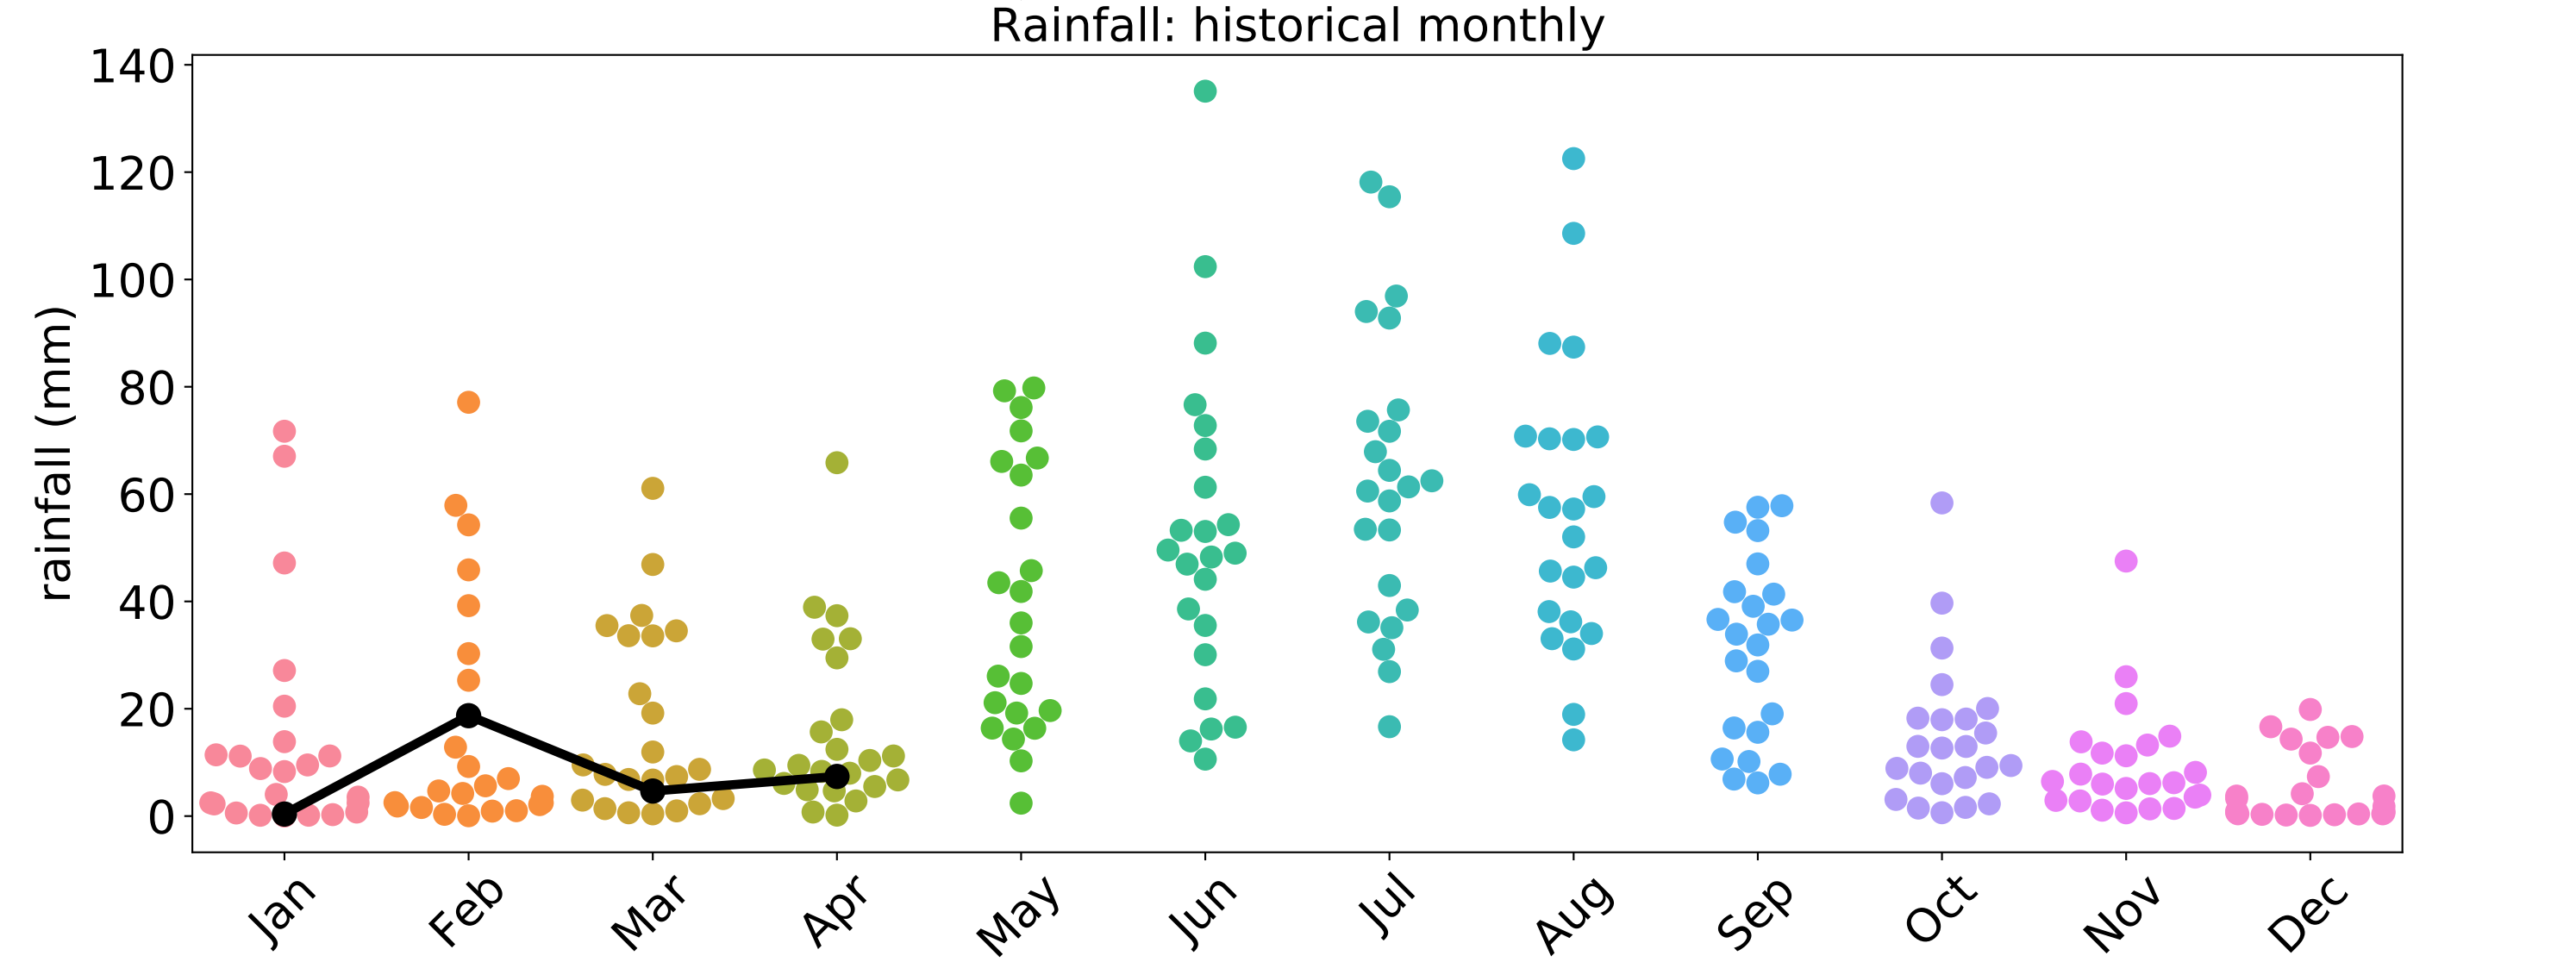 Rainfall: historical monthly
rainfall (mm)
140
120
100
80
60
40
20
0
Jan
Feb
Mar
Apr
May
Jun
Jul
Aug
Sep
Oct
Nov
Dec